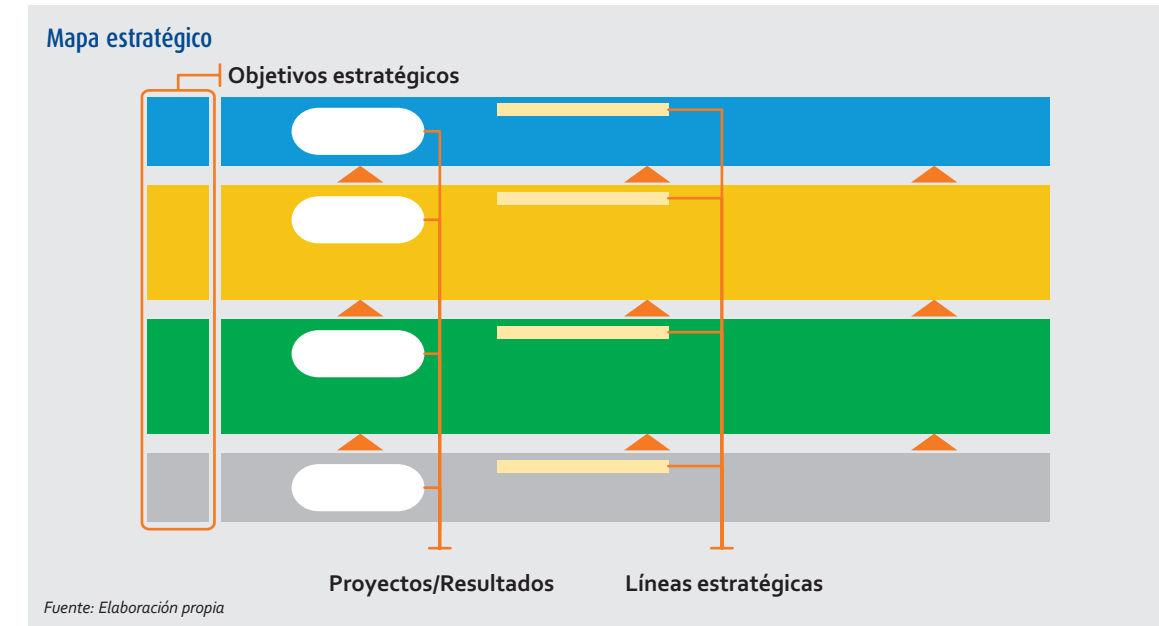 Mapa estratégico
Objetivos estratégicos
Proyectos/Resultados
Líneas estratégicas
Fuente: Elaboración propia